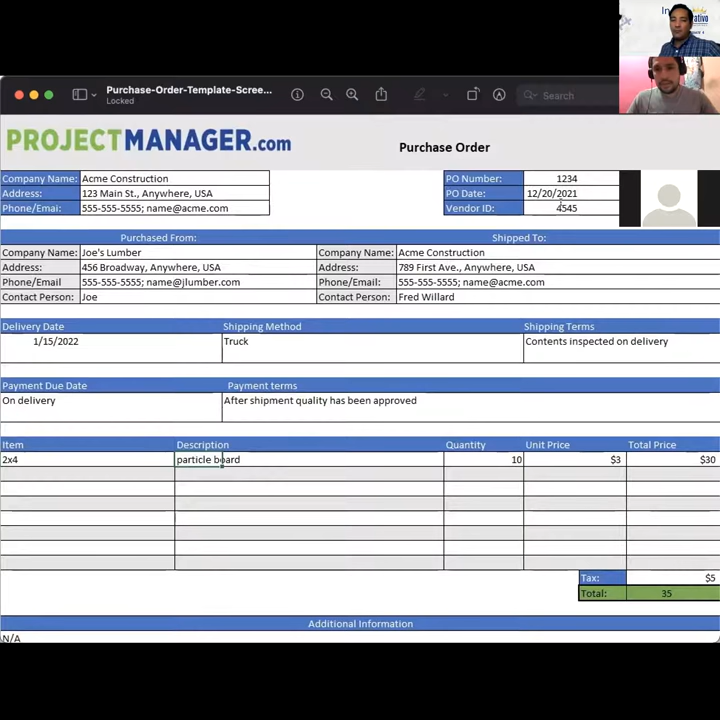 Purchase-Order-Template-Scree...
Locked
Search
PROJECTMANAGER.com
Purchase Order
Company Name: Acme Construction
Address: 123 Main St., Anywhere, USA
Phone/Emai: 555-555-5555; name@acme.com
PO Number: 1234
PO Date: 12/20/2021
Vendor ID: 4545
Purchased From: Shipped To:
Company Name: Joe's Lumber Company Name: Acme Construction
Address: 456 Broadway, Anywhere, USA Address: 789 First Ave., Anywhere, USA
Phone/Email 555-555-5555; name@jlumber.com Phone/Email: 555-555-5555; name@acme.com
Contact Person: Joe Contact Person: Fred Willard
Delivery Date Shipping Method Shipping Terms
1/15/2022 Truck Contents inspected on delivery
Payment Due Date Payment terms
On delivery After shipment quality has been approved
Item Description Quantity Unit Price Total Price
2x4 particle board 10 $3 $30
Tax: $5
Total: 35
Additional Information
N/A